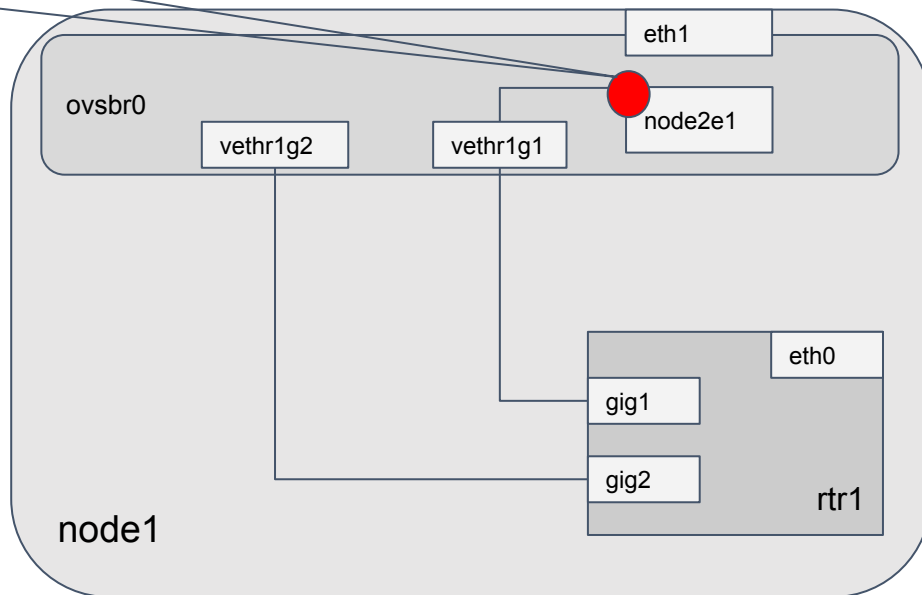 eth1
ovsbr0
node2e1
vethr1g2
vethr1g1
eth0
gig1
gig2
rtr1
node1